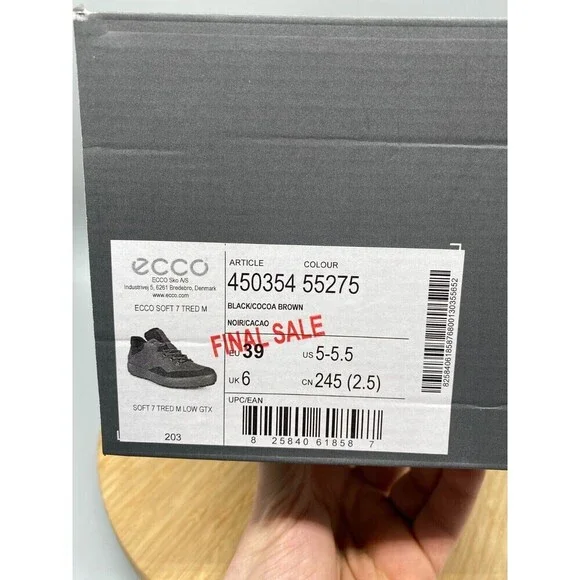 ecco
ECCO Sko A/S
Industrivej 5, 6261 Bredebro, Denmark
www.ecco.com
ECCO SOFT 7 TRED M
SOFT 7 TRED M LOW GTX
203
ARTICLE COLOUR
450354 55275
BLACK/COCOA BROWN
NOIR/CACAO
FINAL SALE
EU 39 US 5-5.5
UK 6 CN 245 (2.5)
UPC/EAN
8 25840 61858 7